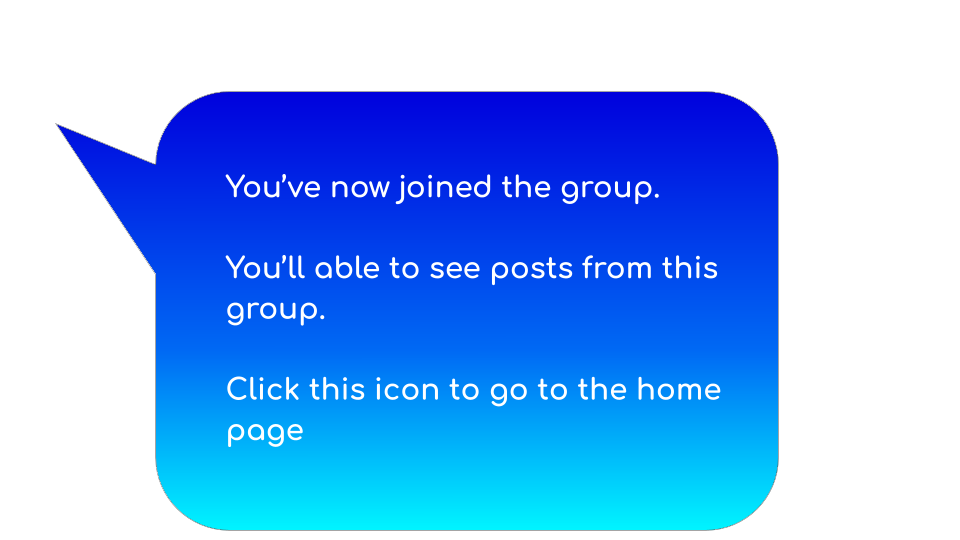 You’ve now joined the group.
You’ll able to see posts from this
group.
Click this icon to go to the home
page